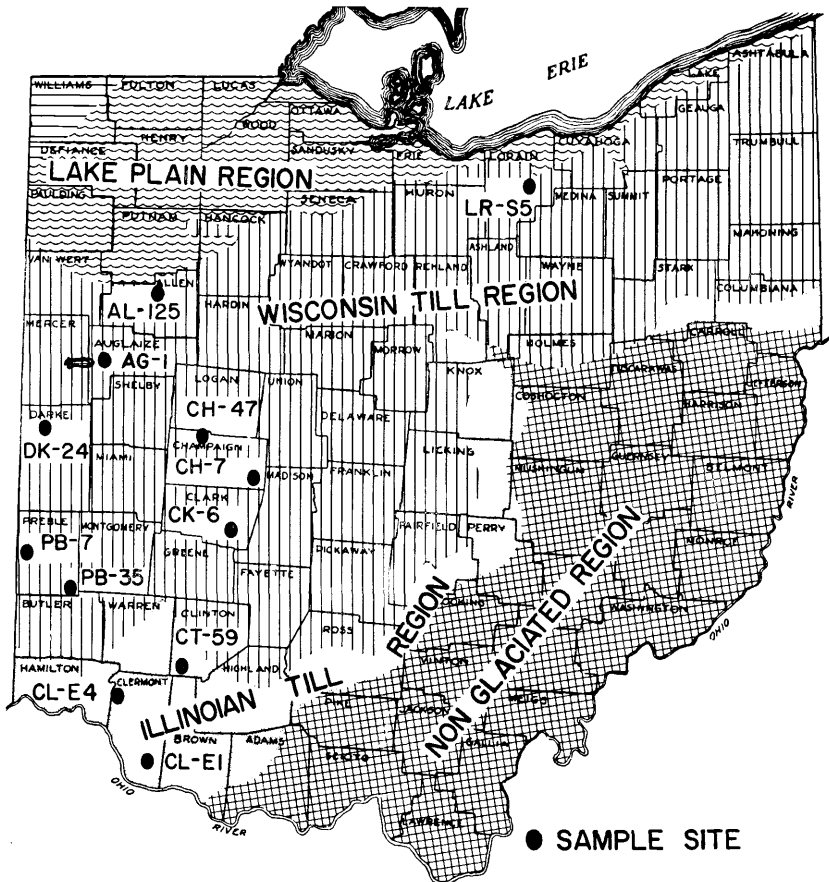 LAKE ERIE
WILLIAMS
FULTON
LUCAS
OTTAWA
LAKE
ASHTABULA
GEAUGA
HENRY
WOOD
DEFIANCE
SANDUSKY
ERIE
LORAIN
CUYAHOGA
TRUMBULL
LAKE PLAIN REGION
PAULDING
SENECA
HURON
LR-S5
MEDINA
SUMMIT
PORTAGE
PUTNAM
HANCOCK
MAHONING
ASHLAND
VAN WERT
WYANDOT
CRAWFORD
RICHLAND
WAYNE
STARK
ALLEN
COLUMBIANA
AL-125
HARDIN
WISCONSIN TILL REGION
MERCER
AUGLAIZE
AG-1
MARION
MORROW
HOLMES
CARROLL
SHELBY
LOGAN
UNION
KNOX
TUSCARAWAS
JEFFERSON
CH-47
DELAWARE
COSHOCTON
HARRISON
DARKE
DK-24
MIAMI
CHAMPAIGN
CH-7
LICKING
MADISON
FRANKLIN
MUSKINGUM
GUERNSEY
BELMONT
CLARK
CK-6
RIVER
PREBLE
PB-7
MONTGOMERY
FAIRFIELD
PERRY
GREENE
PICKAWAY
MONROE
PB-35
FAYETTE
BUTLER
WARREN
CLINTON
HOCKING
WASHINGTON
CT-59
ROSS
OHIO
HAMILTON
HIGHLAND
VINTON
CL-E4
CLERMONT
ILLINOIAN TILL REGION
NON GLACIATED REGION
PIKE
JACKSON
MEIGS
BROWN
ADAMS
CL-E1
SCIOTO
GALLIA
OHIO
RIVER
LAWRENCE
SAMPLE SITE